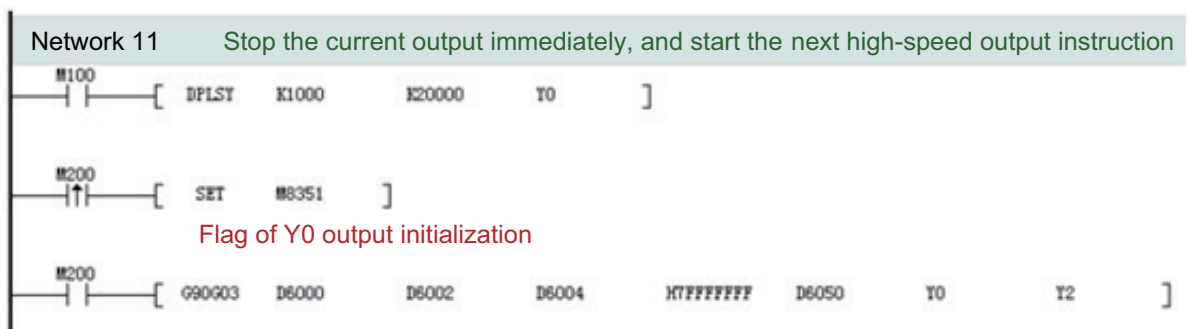 Network 11 Stop the current output immediately, and start the next high-speed output instruction
M100
[ DPLSY K1000 K20000 Y0 ]
M200
[ SET M8351 ]
Flag of Y0 output initialization
M200
[ G90G03 D6000 D6002 D6004 H7FFFFFFF D6050 Y0 Y2 ]